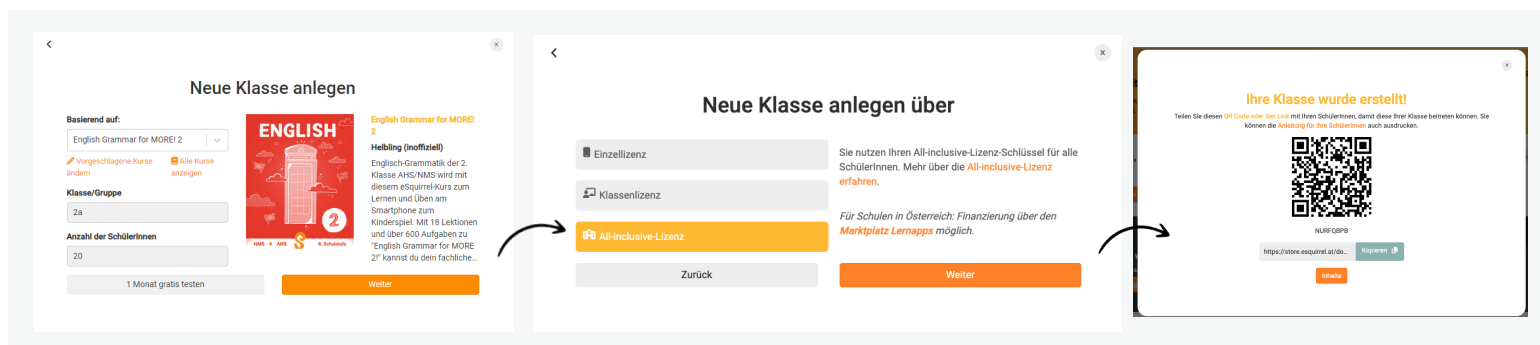 Neue Klasse anlegen
Basierend auf:
English Grammar for MORE! 2
Vorgeschlagene Kurse
ändern
Alle Kurse
anzeigen
Klasse/Gruppe
2a
Anzahl der SchülerInnen
20
ENGLISH
2
HMS • AHS
S
6. Schulstufe
English Grammar for MORE!
2
Helbling (inoffiziell)
Englisch-Grammatik der 2.
Klasse AHS/NMS wird mit
diesem eSquirrel-Kurs zum
Lernen und Üben am
Smartphone zum
Kinderspiel. Mit 18 Lektionen
und über 600 Aufgaben zu
"English Grammar for MORE
2!" kannst du dein fachliche...
1 Monat gratis testen
Weiter
Neue Klasse anlegen über
Einzellizenz
Klassenlizenz
All-inclusive-Lizenz
Sie nutzen Ihren All-inclusive-Lizenz-Schlüssel für alle
SchülerInnen. Mehr über die All-inclusive-Lizenz
erfahren.
Für Schulen in Österreich: Finanzierung über den
Marktplatz Lernapps möglich.
Zurück
Weiter
Ihre Klasse wurde erstellt!
Teilen Sie diesen QR Code oder den Link mit Ihren SchülerInnen, damit diese Ihrer Klasse beitreten können. Sie
können die Anleitung für Ihre SchülerInnen auch ausdrucken.
NURFQBPB
https://store.esquirrel.at/do...
Kopieren
Inhalte